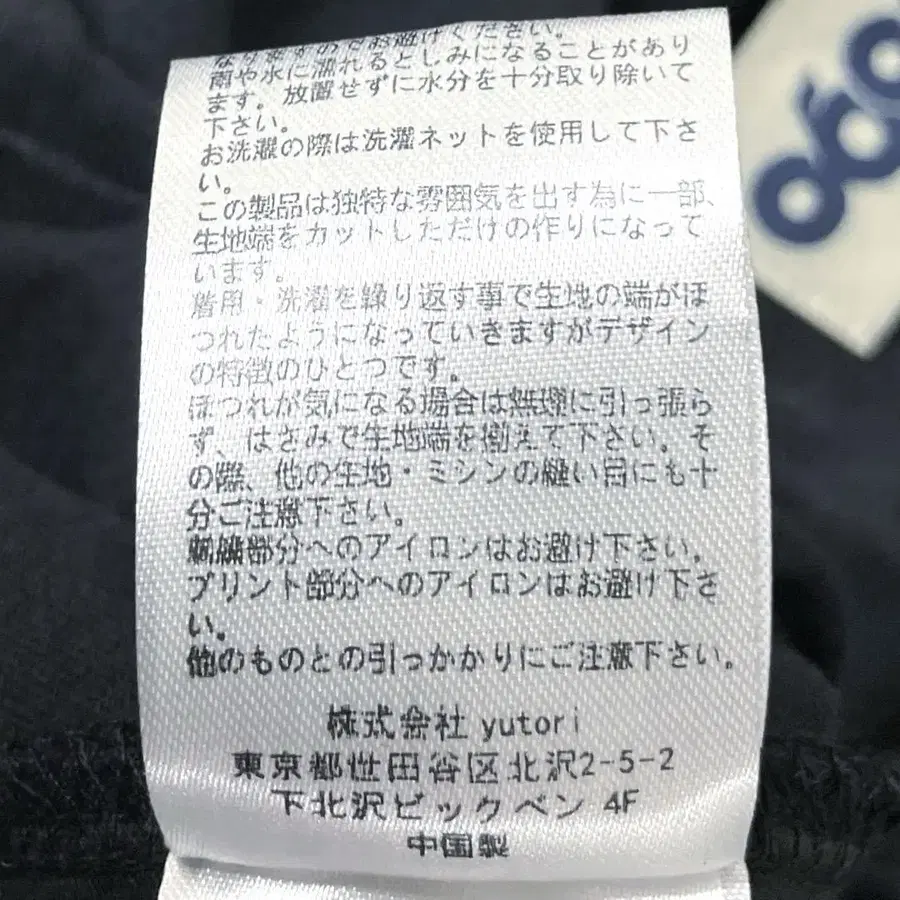 なりますのでお避けください。
雨や水に濡れるとしみになることがあり
ます。放置せずに水分を十分取り除いて
下さい。
お洗濯の際は洗濯ネットを使用して下さ
い。
この製品は独特な雰囲気を出す為に一部、
生地端をカットしただけの作りになって
います。
着用・洗濯を繰り返す事で生地の端がほ
つれたようになっていきますがデザイン
の特徴のひとつです。
ほつれが気になる場合は無理に引っ張ら
ず、はさみで生地端を揃えて下さい。そ
の際、他の生地・ミシンの縫い目にも十
分ご注意下さい。
刺繍部分へのアイロンはお避け下さい。
プリント部分へのアイロンはお避け下さ
い。
他のものとの引っかかりにご注意下さい。
株式会社 yutori
東京都世田谷区北沢2-5-2
下北沢ビックベン 4F
中国製